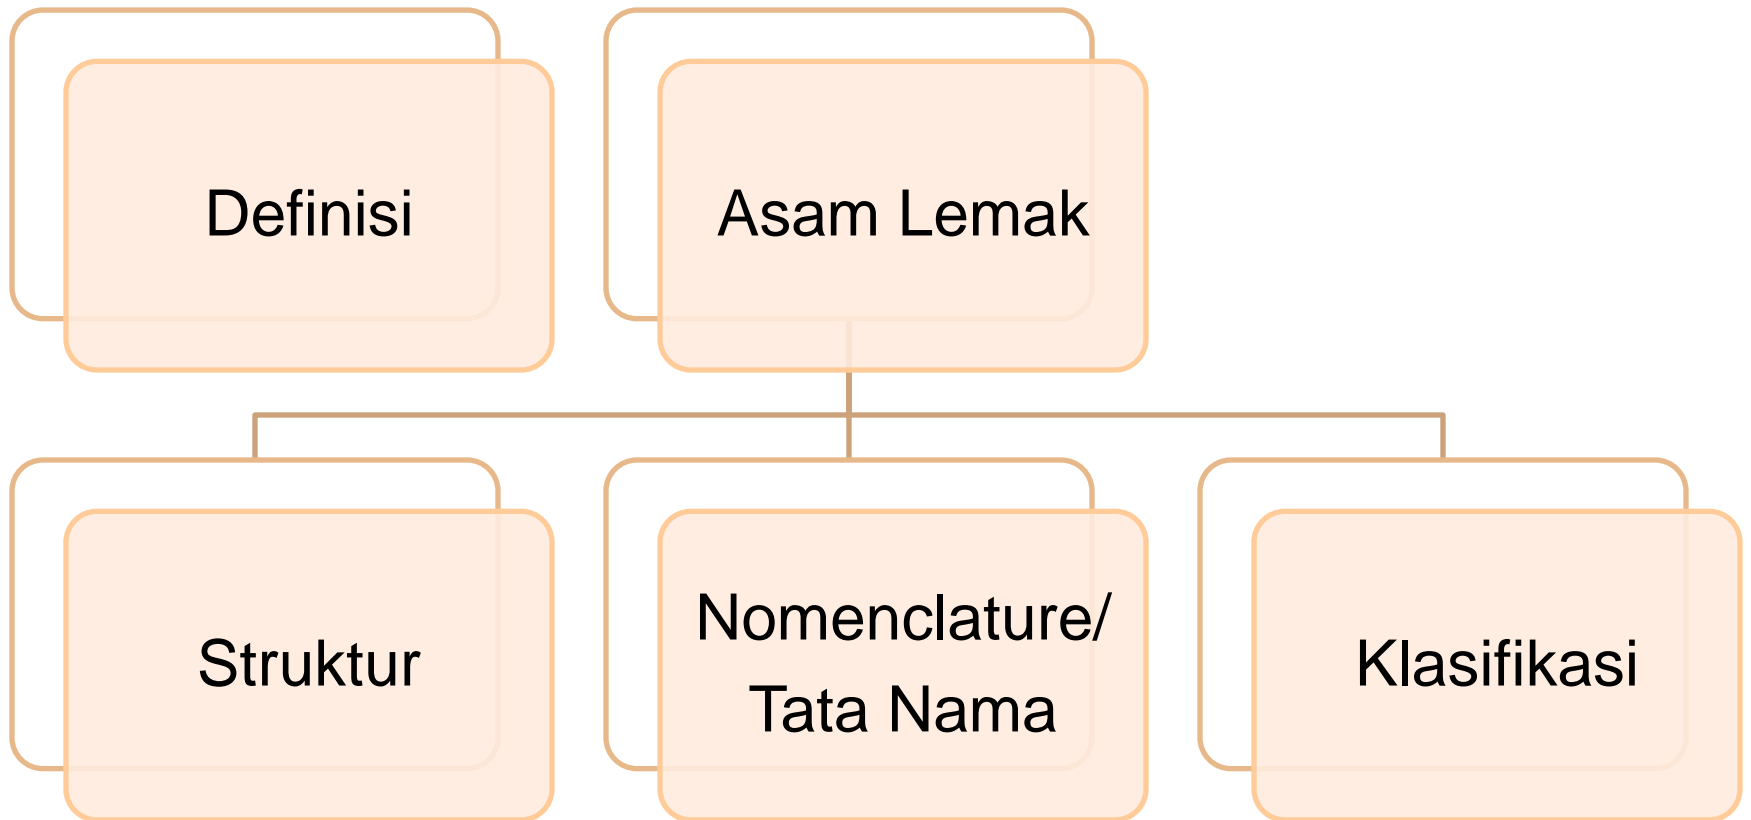 Definisi
Asam Lemak
Struktur
Nomenclature/
Tata Nama
Klasifikasi